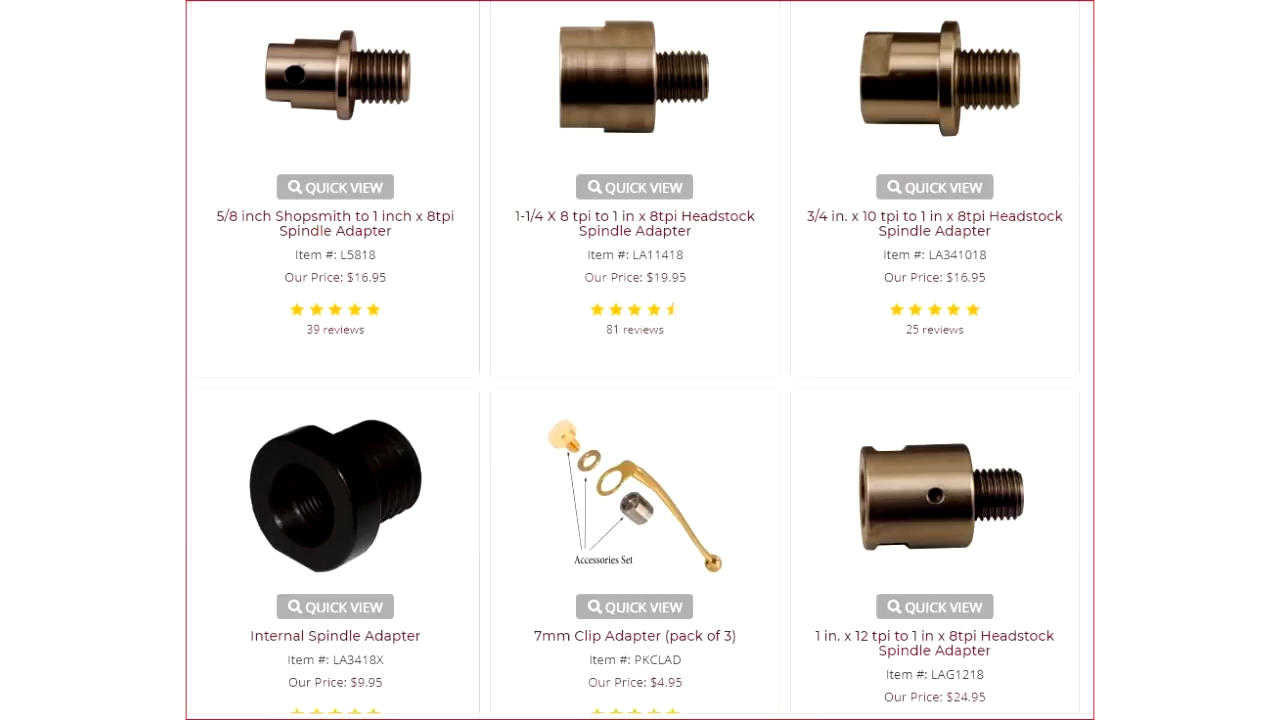 QUICK VIEW
5/8 inch Shopsmith to 1 inch x 8tpi
Spindle Adapter
Item #: L5818
Our Price: $16.95
39 reviews
QUICK VIEW
1-1/4 X 8 tpi to 1 in x 8tpi Headstock
Spindle Adapter
Item #: LA11418
Our Price: $19.95
81 reviews
QUICK VIEW
3/4 in. x 10 tpi to 1 in x 8tpi Headstock
Spindle Adapter
Item #: LA341018
Our Price: $16.95
25 reviews
QUICK VIEW
Internal Spindle Adapter
Item #: LA3418X
Our Price: $9.95
Accessories Set
QUICK VIEW
7mm Clip Adapter (pack of 3)
Item #: PKCLAD
Our Price: $4.95
QUICK VIEW
1 in. x 12 tpi to 1 in x 8tpi Headstock
Spindle Adapter
Item #: LAG1218
Our Price: $24.95